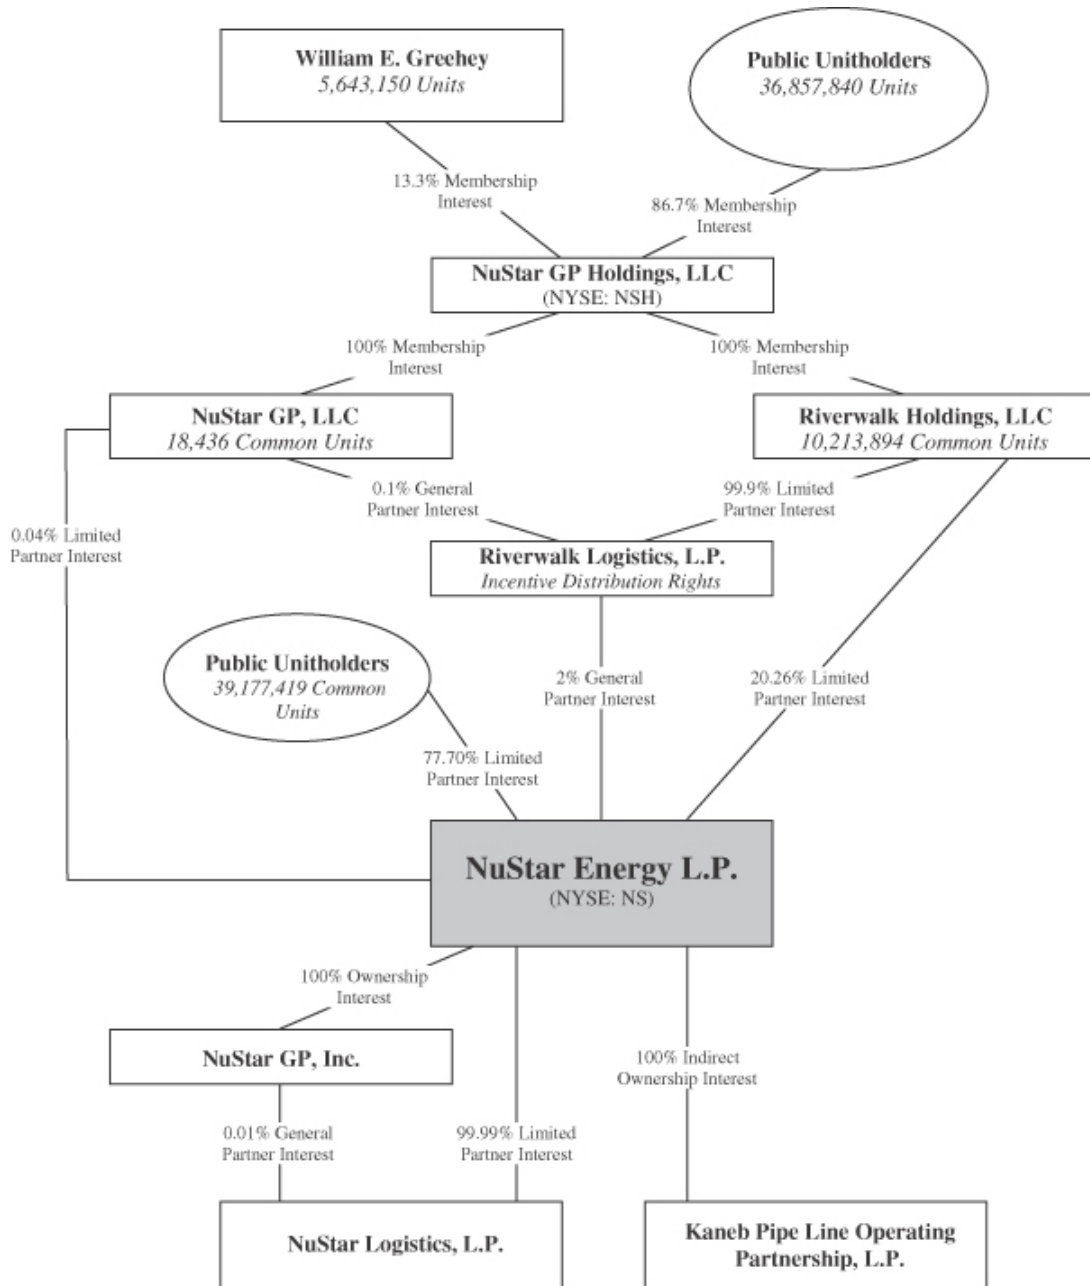 William E. Greehey
5,643,150 Units
Public Unitholders
36,857,840 Units
13.3% Membership
Interest
86.7% Membership
Interest
NuStar GP Holdings, LLC
(NYSE: NSH)
100% Membership
Interest
100% Membership
Interest
NuStar GP, LLC
18,436 Common Units
Riverwalk Holdings, LLC
10,213,894 Common Units
0.1% General
Partner Interest
99.9% Limited
Partner Interest
0.04% Limited
Partner Interest
Riverwalk Logistics, L.P.
Incentive Distribution Rights
Public Unitholders
39,177,419 Common
Units
2% General
Partner Interest
20.26% Limited
Partner Interest
77.70% Limited
Partner Interest
NuStar Energy L.P.
(NYSE: NS)
100% Ownership
Interest
NuStar GP, Inc.
100% Indirect
Ownership Interest
0.01% General
Partner Interest
99.99% Limited
Partner Interest
NuStar Logistics, L.P.
Kaneb Pipe Line Operating
Partnership, L.P.